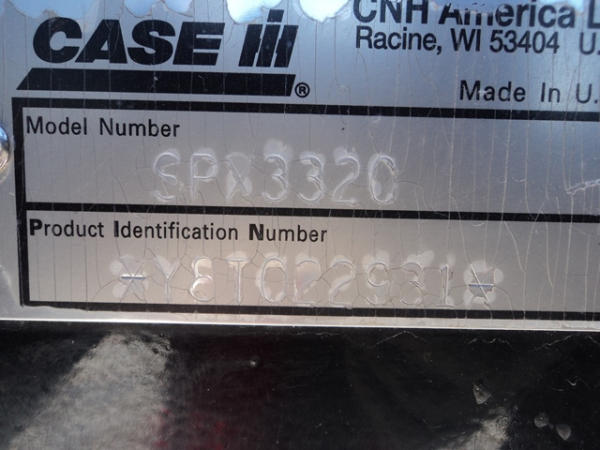 CASE IH ®
CNH America L
Racine, WI 53404 U.
Made In U.
Model Number
SPX3320
Product Identification Number
*Y8T022931*